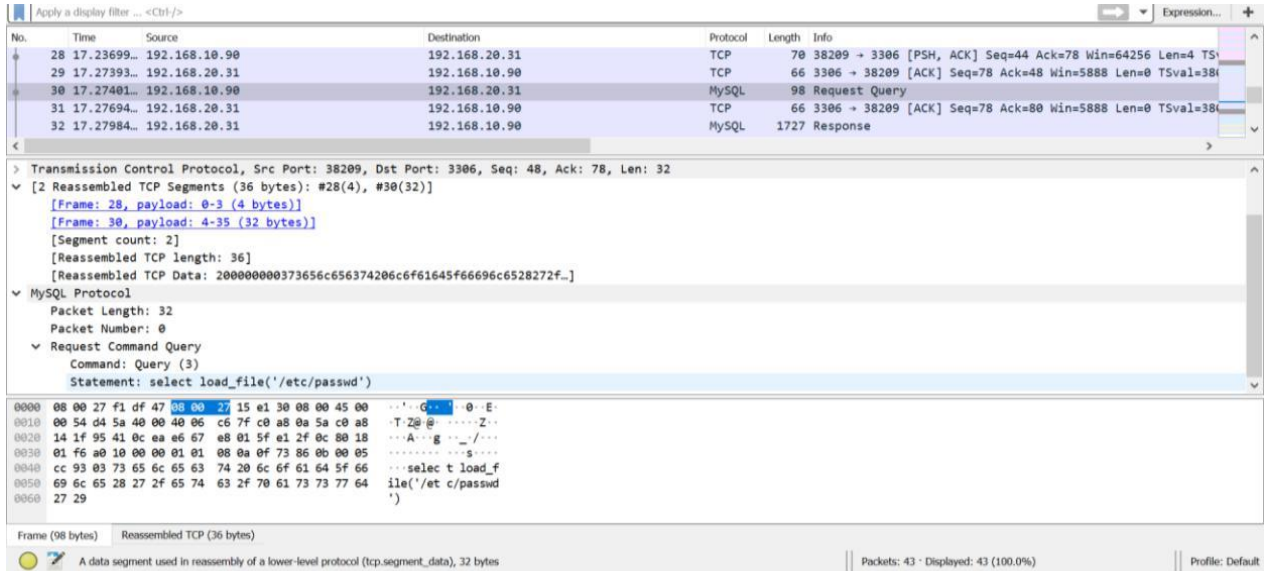 Apply a display filter ... <Ctrl-/> Expression... +
No. Time Source Destination Protocol Length Info
28 17.23699… 192.168.10.90 192.168.20.31 TCP 70 38209 → 3306 [PSH, ACK] Seq=44 Ack=78 Win=64256 Len=4
29 17.27393… 192.168.20.31 192.168.10.90 TCP 66 3306 → 38209 [ACK] Seq=78 Ack=48 Win=5888 Len=0
30 17.27401… 192.168.10.90 192.168.20.31 MySQL 98 Request Query
31 17.27694… 192.168.20.31 192.168.10.90 TCP 66 3306 → 38209 [ACK] Seq=78 Ack=80 Win=5888 Len=0
32 17.27984… 192.168.20.31 192.168.10.90 MySQL 1727 Response
Transmission Control Protocol, Src Port: 38209, Dst Port: 3306, Seq: 48, Ack: 78, Len: 32
[2 Reassembled TCP Segments (36 bytes): #28(4), #30(32)]
[Frame: 28, payload: 0-3 (4 bytes)]
[Frame: 30, payload: 4-35 (32 bytes)]
[Segment count: 2]
[Reassembled TCP length: 36]
[Reassembled TCP Data: 200000000373656c656374206c6f61645f66696c6528272f…]
MySQL Protocol
Packet Length: 32
Packet Number: 0
Request Command Query
Command: Query (3)
Statement: select load_file('/etc/passwd')
0000 08 00 27 f1 df 47 08 00 27 15 e1 30 08 00 45 00 ··'··G·· '··0··E·
0010 00 54 d4 5a 40 00 40 06 c6 7f c0 a8 0a 5a c0 a8 ·T·Z@·@· ·····Z··
0020 14 1f 95 41 0c ea e6 67 e8 01 5f e1 2f 0c 80 18 ···A···g ··_·/···
0030 01 f6 a0 10 00 00 01 01 08 0a 0f 73 86 0b 00 05 ········ ···s····
0040 cc 93 03 73 65 6c 65 63 74 20 6c 6f 61 64 5f 66 ···selec t load_f
0050 69 6c 65 28 27 2f 65 74 63 2f 70 61 73 73 77 64 ile('/et c/passwd
0060 27 29 ')
Frame (98 bytes) Reassembled TCP (36 bytes)
A data segment used in reassembly of a lower-level protocol (tcp.segment_data), 32 bytes Packets: 43 · Displayed: 43 (100.0%) Profile: Default